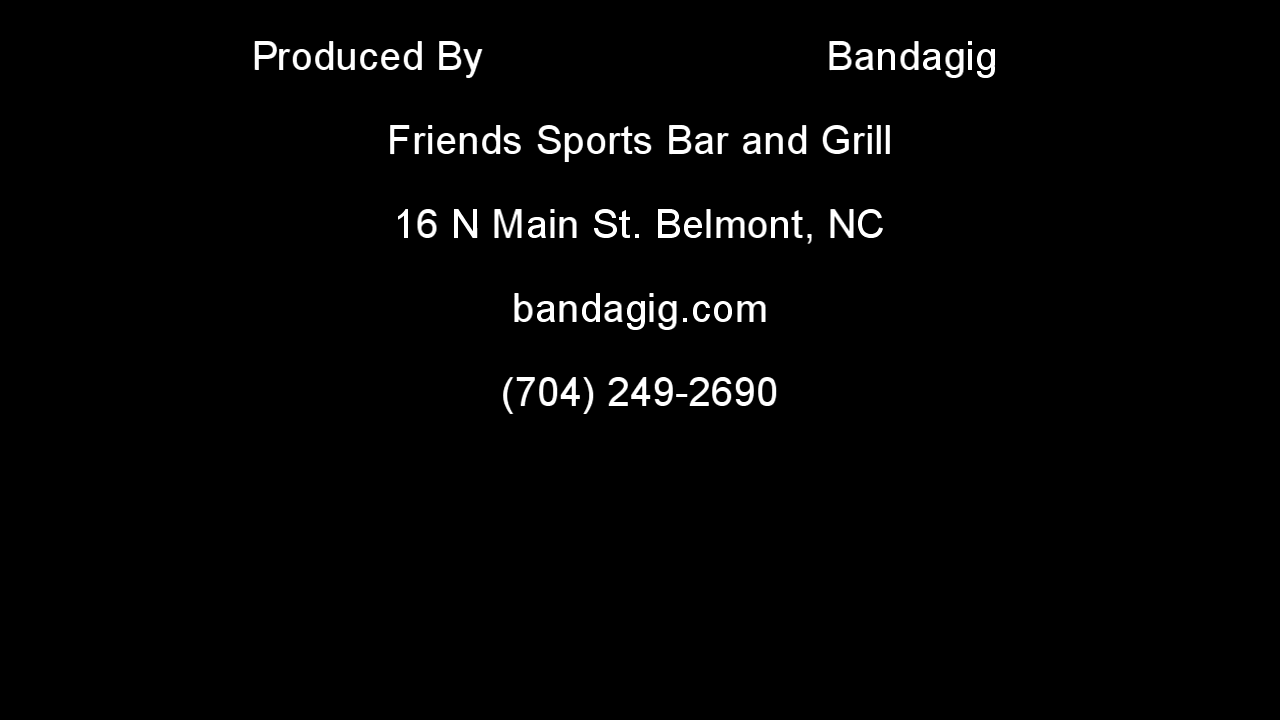 Produced By Bandagig
Friends Sports Bar and Grill
16 N Main St. Belmont, NC
bandagig.com
(704) 249-2690